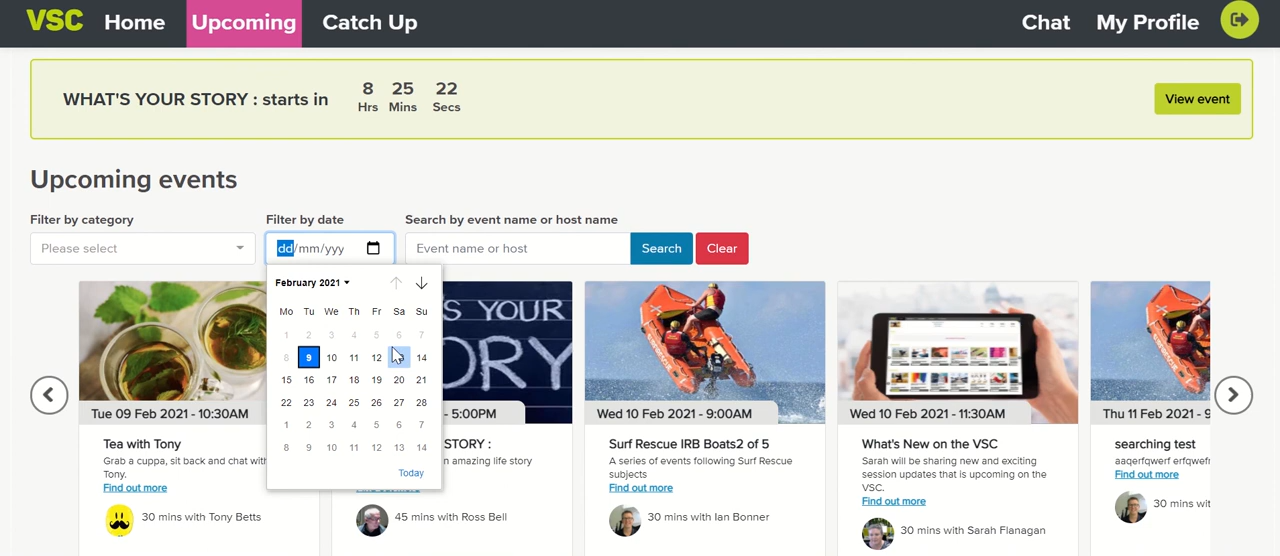 VSC Home Upcoming Catch Up Chat My Profile
WHAT'S YOUR STORY : starts in 8 25 22
Hrs Mins Secs
View event
Upcoming events
Filter by category Filter by date Search by event name or host name
Please select dd/mm/yyy Event name or host Search Clear
February 2021
Mo Tu We Th Fr Sa Su
1 2 3 4 5 6 7
8 9 10 11 12 14
15 16 17 18 19 20 21
22 23 24 25 26 27 28
1 2 3 4 5 6 7
8 9 10 11 12 13 14
Today
Tue 09 Feb 2021 - 10:30AM
Tea with Tony
Grab a cuppa, sit back and chat with
Tony.
Find out more
30 mins with Tony Betts
S YOUR
ORY
- 5:00PM
STORY :
n amazing life story
Find out more
45 mins with Ross Bell
Wed 10 Feb 2021 - 9:00AM
Surf Rescue IRB Boats2 of 5
A series of events following Surf Rescue
subjects
Find out more
30 mins with Ian Bonner
Wed 10 Feb 2021 - 11:30AM
What's New on the VSC
Sarah will be sharing new and exciting
session updates that is upcoming on the
VSC.
Find out more
30 mins with Sarah Flanagan
Thu 11 Feb 2021 - 9
searching test
aaqerfqwerf erfqwefr
Find out more
30 mins wit